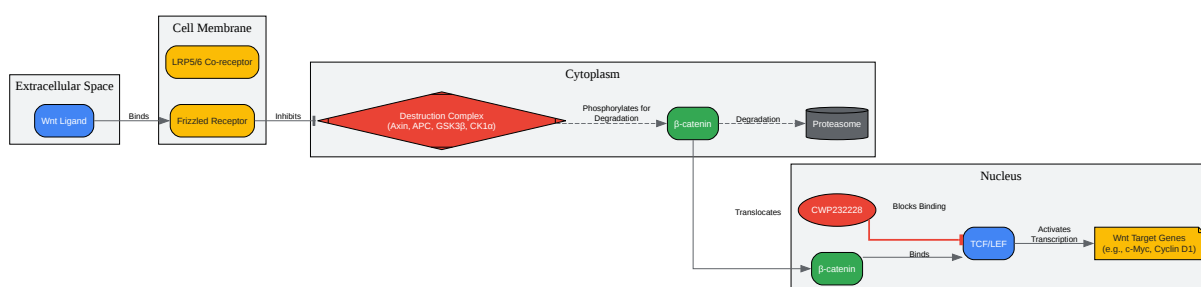 Cell Membrane
LRP5/6 Co-receptor
Extracellular Space
Wnt Ligand
Binds
Frizzled Receptor
Inhibits
Cytoplasm
Destruction Complex
(Axin, APC, GSK3β, CK1α)
Phosphorylates for
Degradation
β-catenin
Degradation
Proteasome
Translocates
Nucleus
CWP232228
Blocks Binding
TCF/LEF
Activates
Transcription
Wnt Target Genes
(e.g., c-Myc, Cyclin D1)
β-catenin
Binds